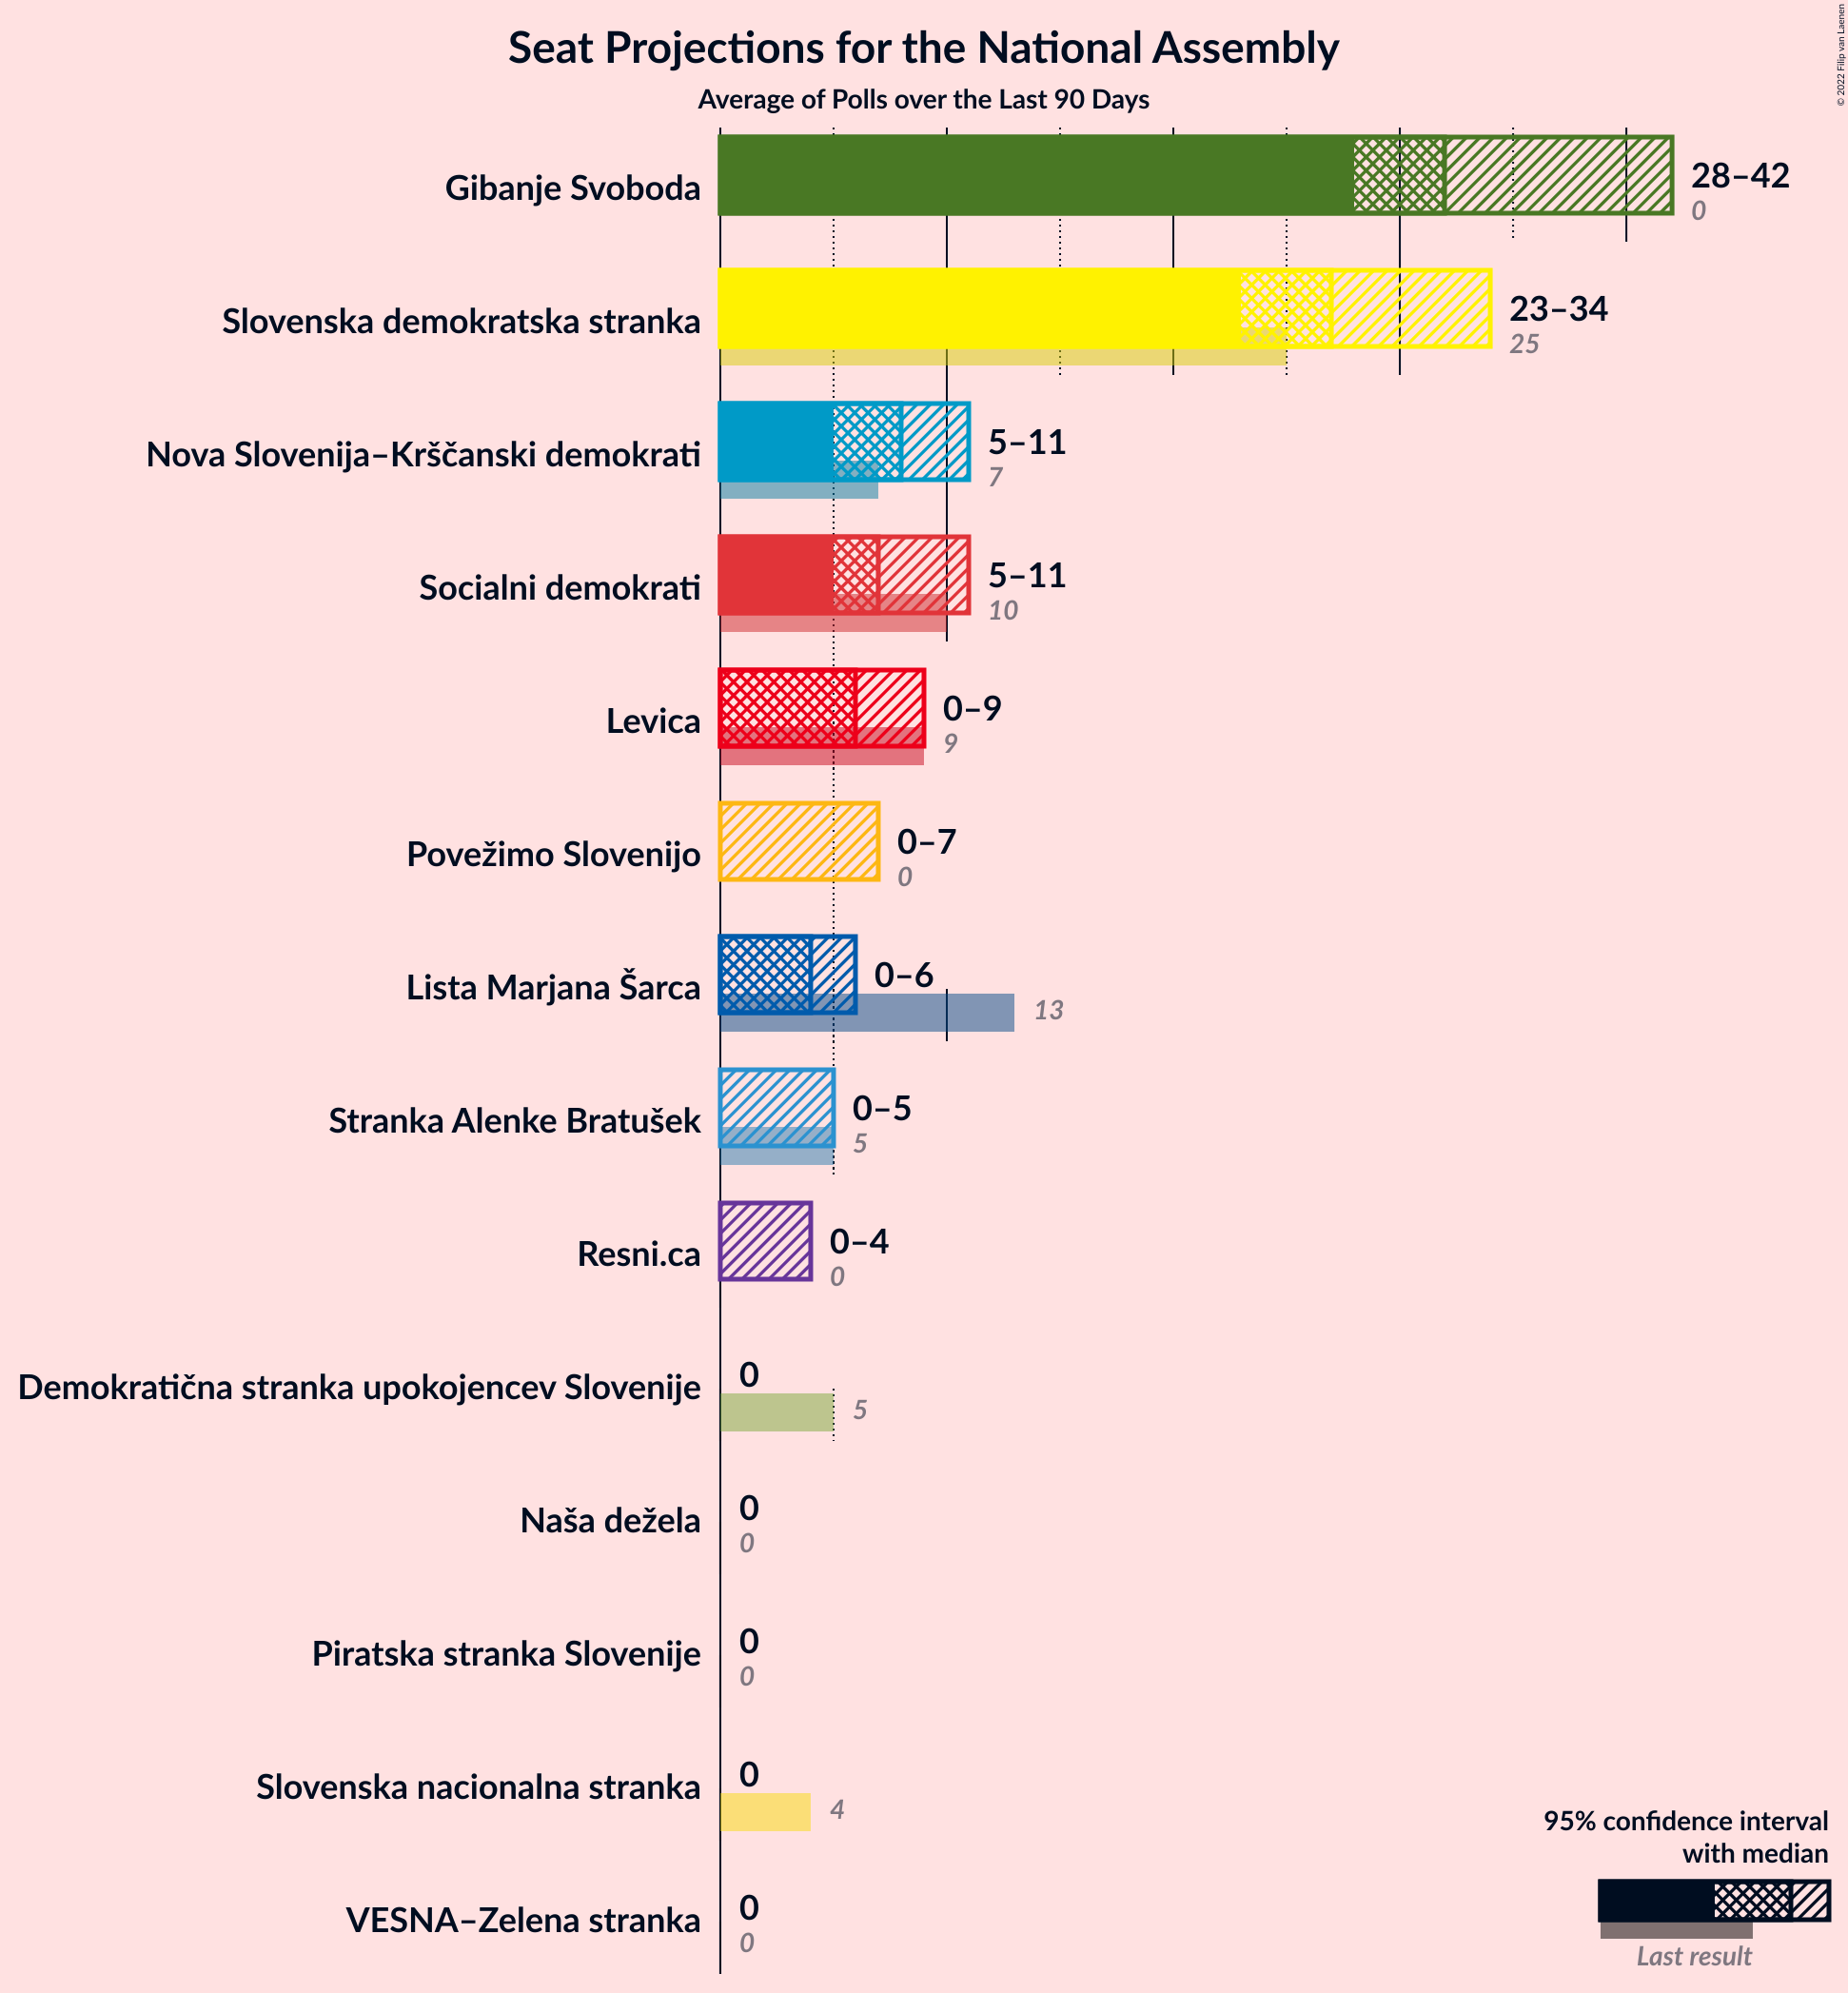 Seat Projections for the National Assembly
Average of Polls over the Last 90 Days
© 2022 Filip van Laenen
Gibanje Svoboda
28–42
0
Slovenska demokratska stranka
23–34
25
Nova Slovenija–Krščanski demokrati
5–11
7
Socialni demokrati
5–11
10
Levica
0–9
9
Povežimo Slovenijo
0–7
0
Lista Marjana Šarca
0–6
13
Stranka Alenke Bratušek
0–5
5
Resni.ca
0–4
0
Demokratična stranka upokojencev Slovenije
0
5
Naša dežela
0
0
Piratska stranka Slovenije
0
0
Slovenska nacionalna stranka
0
4
VESNA–Zelena stranka
0
0
95% confidence interval
with median
Last result